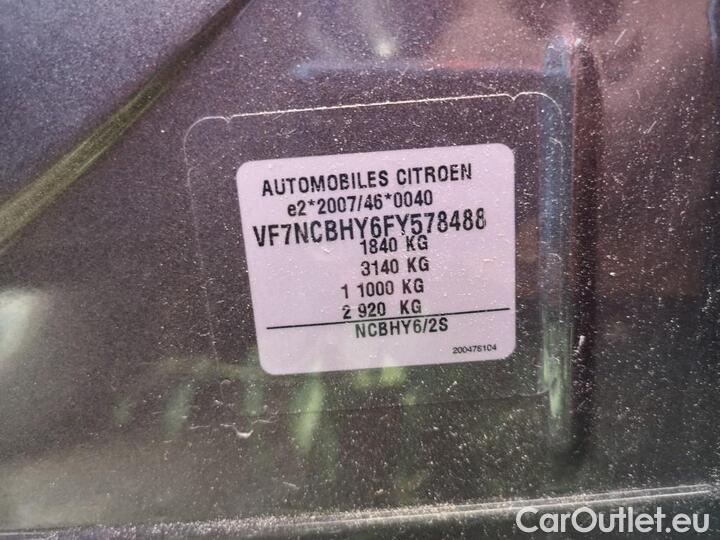 AUTOMOBILES CITROEN
e2*2007/46*0040
VF7NCBHY6FY578488
1840 KG
3140 KG
1 1000 KG
2 920 KG
NCBHY6/2S
200476104
CarOutlet.eu